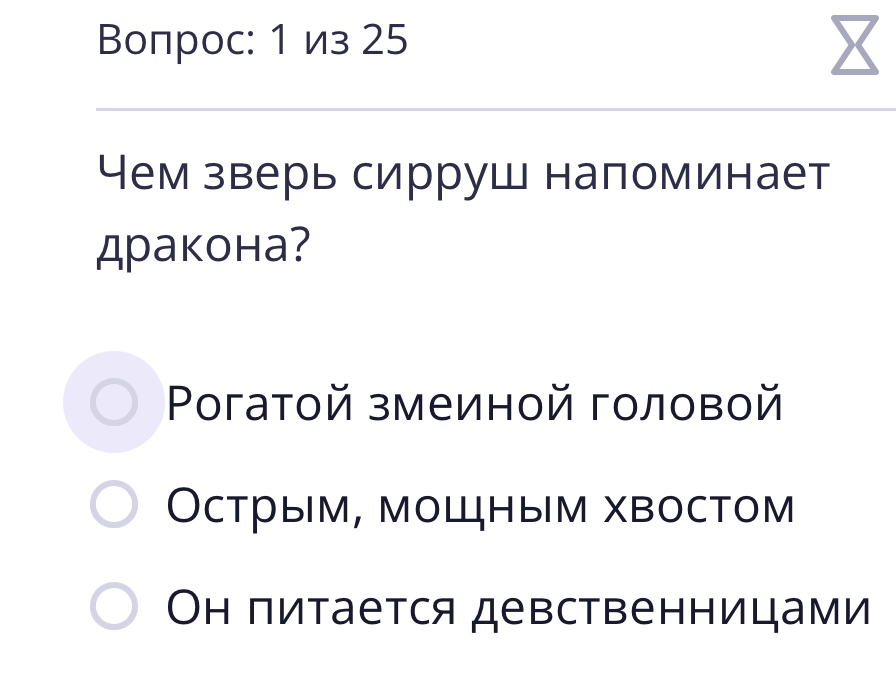 Вопрос: 1 из 25
Чем зверь сирруш напоминает
дракона?
Рогатой змеиной головой
Острым, мощным хвостом
Он питается девственницами